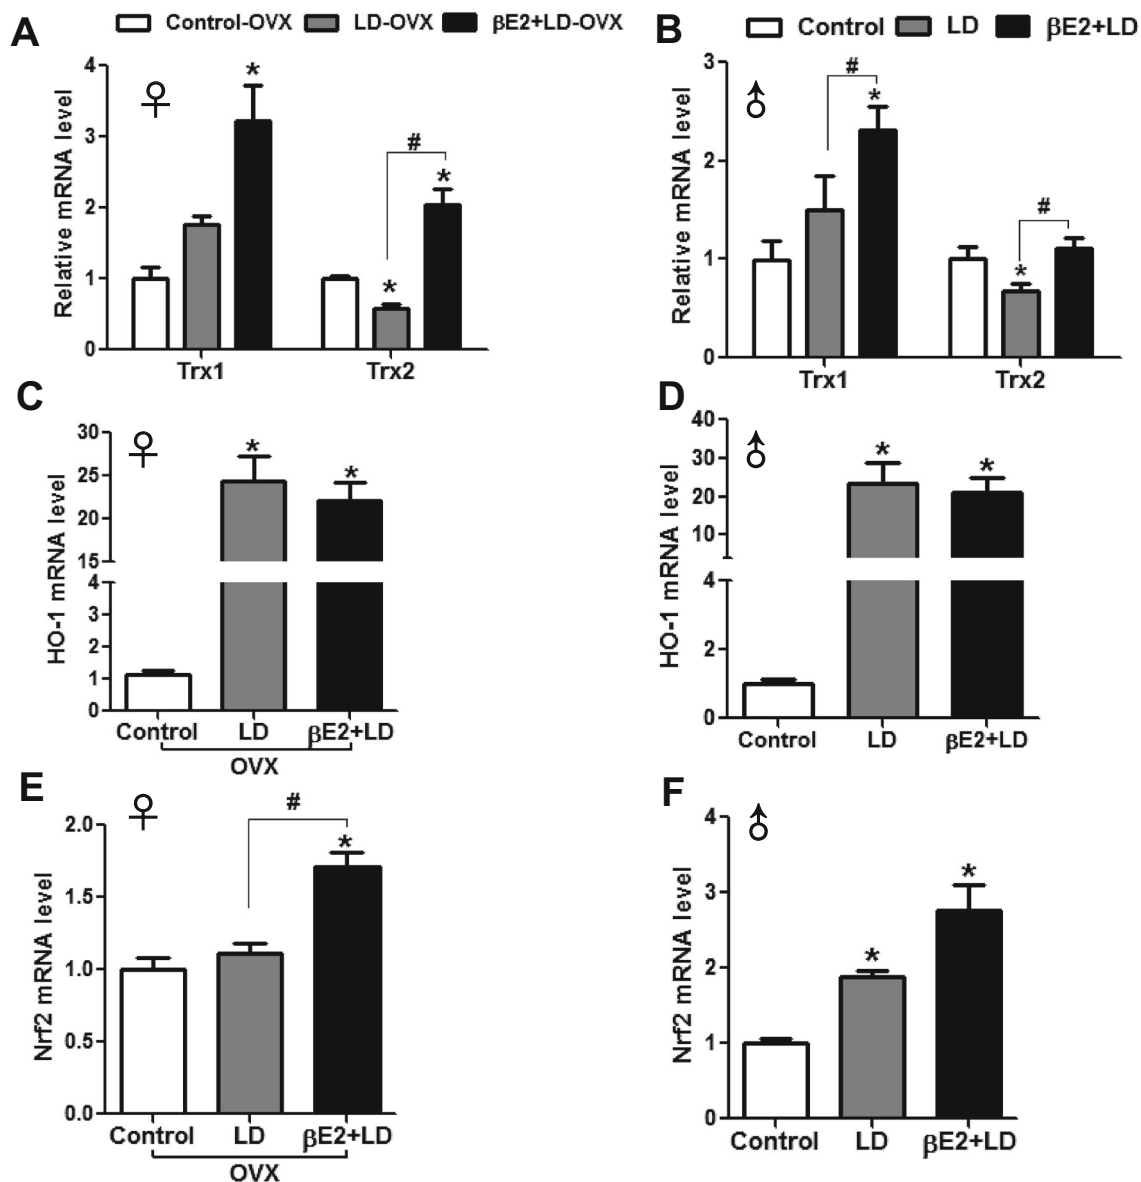 A
Control-OVX LD-OVX βE2+LD-OVX
♀
Relative mRNA level
4
3
2
1
0
*
#
*
*
Trx1 Trx2
B
Control LD βE2+LD
♂
Relative mRNA level
3
2
1
0
#
*
#
*
Trx1 Trx2
C
♀
HO-1 mRNA level
30
25
20
15
4
3
2
1
0
*
*
Control LD βE2+LD
OVX
D
♂
HO-1 mRNA level
40
30
20
10
4
2
0
*
*
Control LD βE2+LD
E
♀
Nrf2 mRNA level
2.0
1.5
1.0
0.5
0.0
#
*
Control LD βE2+LD
OVX
F
♂
Nrf2 mRNA level
4
3
2
1
0
*
*
Control LD βE2+LD